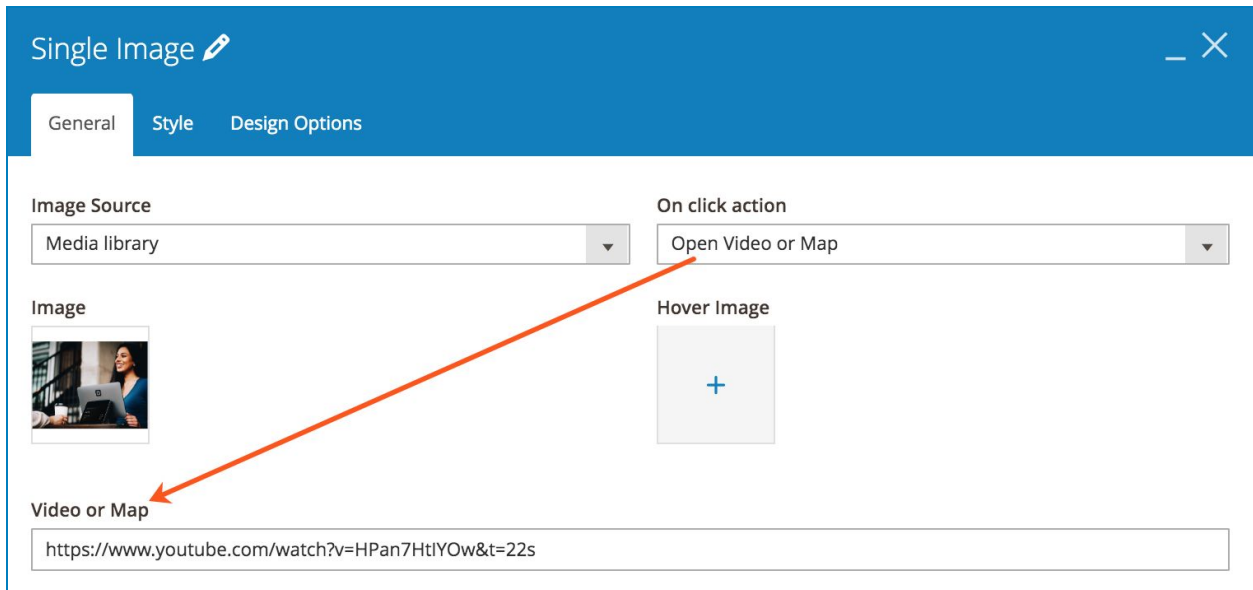 Single Image
General Style Design Options
Image Source
Media library
On click action
Open Video or Map
Image
Hover Image
Video or Map
https://www.youtube.com/watch?v=HPan7HtIYOw&t=22s